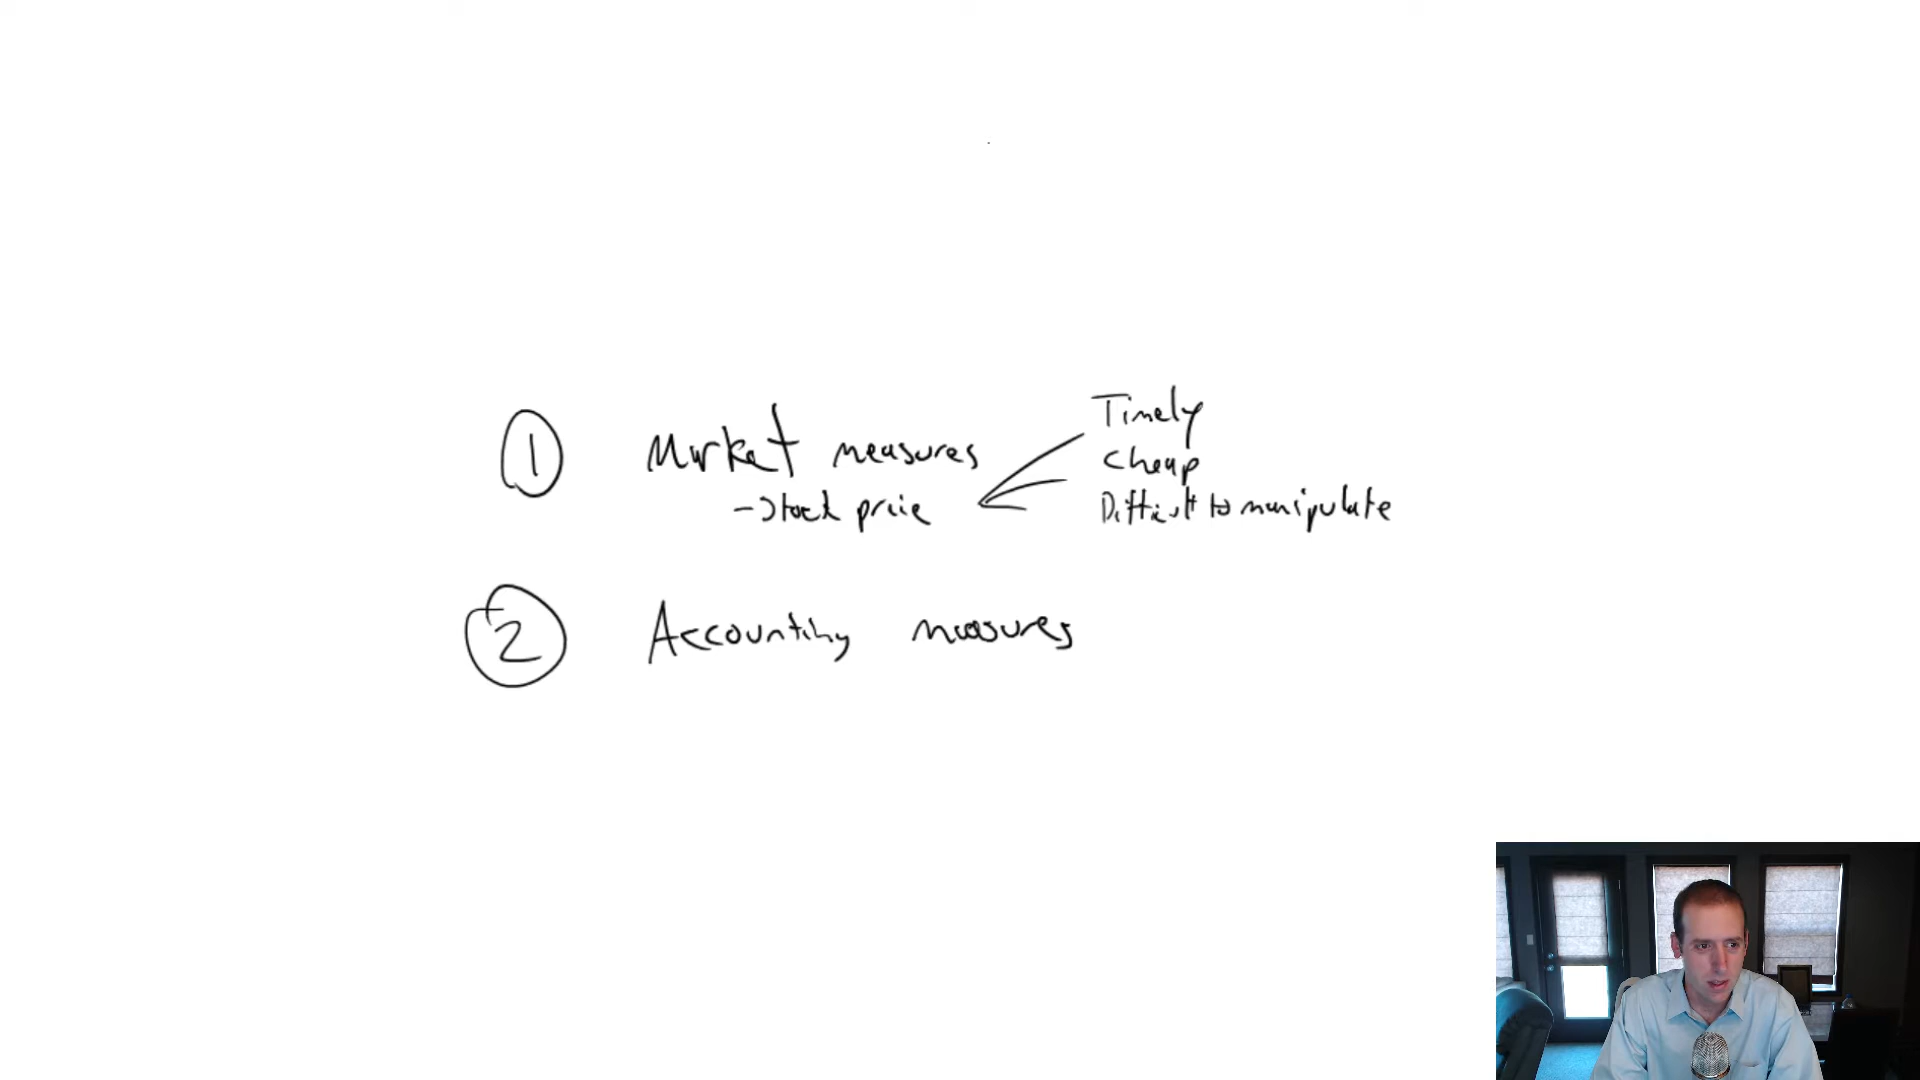 1 Market measures
- Stock price
Timely
Cheap
Difficult to manipulate
2 Accounting measures